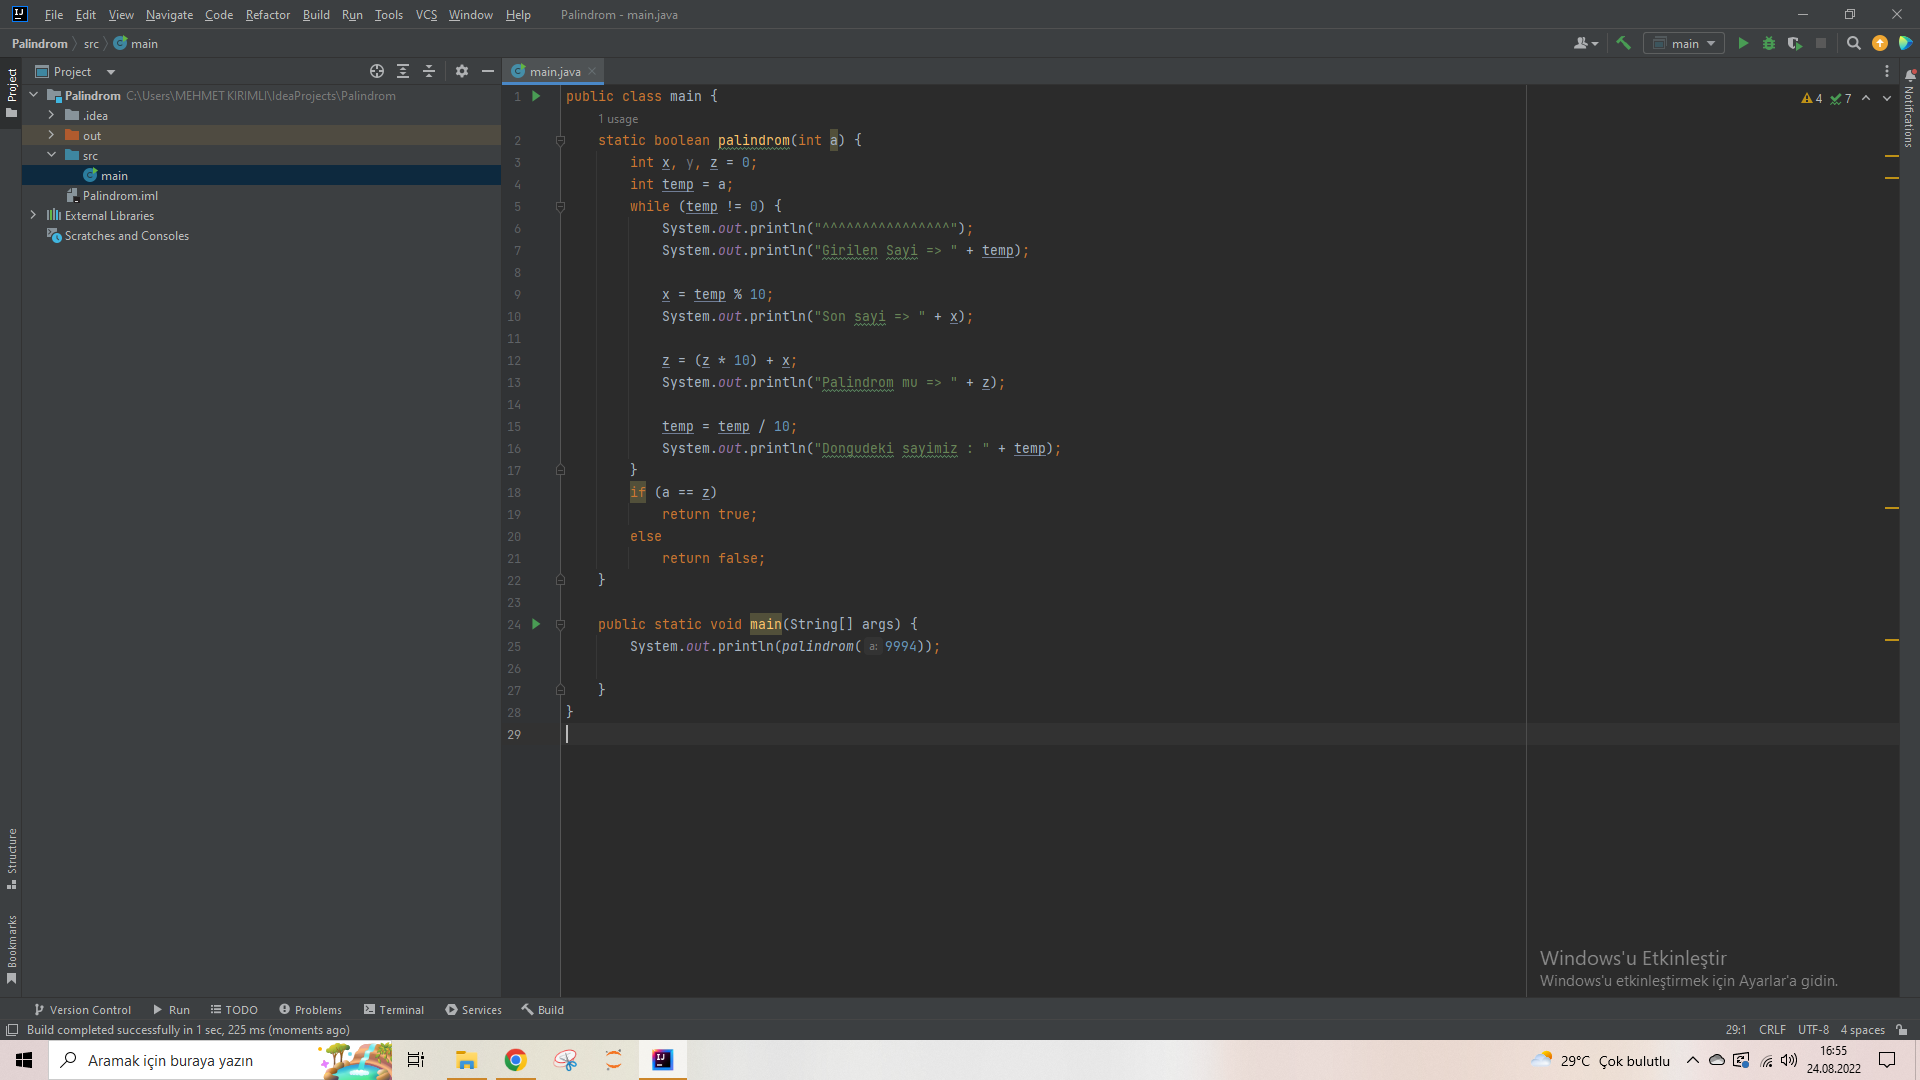 File Edit View Navigate Code Refactor Build Run Tools VCS Window Help Palindrom - main.java
Palindrom src main
main
Project
main.java
Project
Notifications
Palindrom C:\Users\MEHMET KIRIMLI\IdeaProjects\Palindrom
.idea
out
src
main
Palindrom.iml
External Libraries
Scratches and Consoles
4 7
1 public class main {
1 usage
2 static boolean palindrom(int a) {
3 int x, y, z = 0;
4 int temp = a;
5 while (temp != 0) {
6 System.out.println("^^^^^^^^^^^^^^^^");
7 System.out.println("Girilen Sayi => " + temp);
8
9 x = temp % 10;
10 System.out.println("Son sayi => " + x);
11
12 z = (z * 10) + x;
13 System.out.println("Palindrom mu => " + z);
14
15 temp = temp / 10;
16 System.out.println("Dongudeki sayimiz : " + temp);
17 }
18 if (a == z)
19 return true;
20 else
21 return false;
22 }
23
24 public static void main(String[] args) {
25 System.out.println(palindrom( a: 9994));
26
27 }
28 }
29
Structure
Bookmarks
Windows'u Etkinleştir
Windows'u etkinleştirmek için Ayarlar'a gidin.
Version Control Run TODO Problems Terminal Services Build
Build completed successfully in 1 sec, 225 ms (moments ago)
29:1 CRLF UTF-8 4 spaces
Aramak için buraya yazın
29°C Çok bulutlu
16:55
24.08.2022